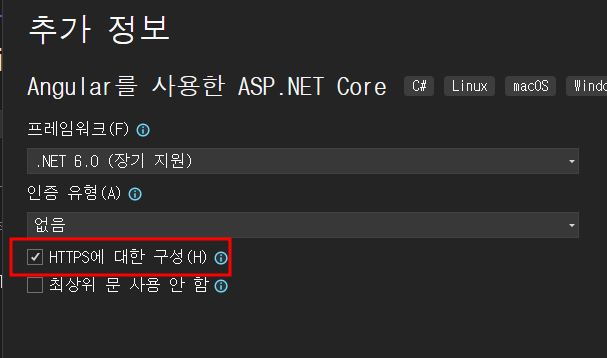 추가 정보
Angular를 사용한 ASP.NET Core C# Linux macOS Windo
프레임워크(F)
.NET 6.0 (장기 지원)
인증 유형(A)
없음
HTTPS에 대한 구성(H)
최상위 문 사용 안 함